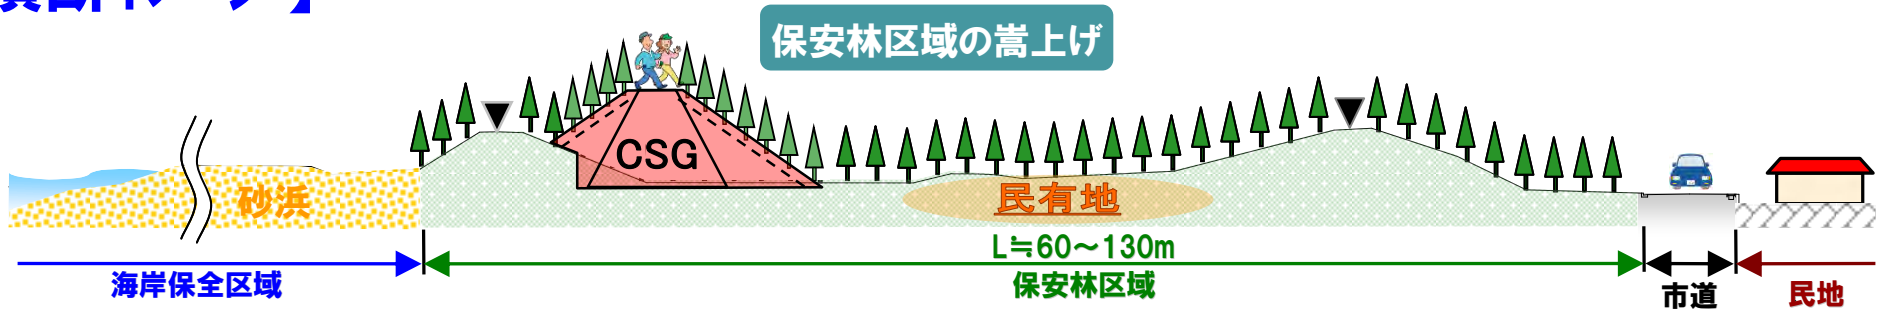 保安林区域の嵩上げ
CSG
砂浜
民有地
L≒60～130m
海岸保全区域
保安林区域
市道
民地